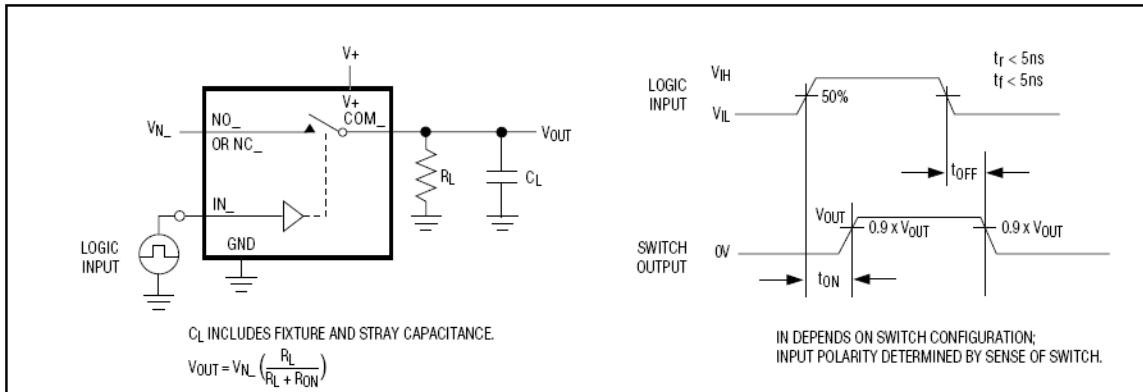 V+
V+
NO_
COM_
VN_
VOUT
OR NC_
RL
CL
IN_
GND
LOGIC
INPUT
CL INCLUDES FIXTURE AND STRAY CAPACITANCE.
VOUT = VN_ (RL / RL + RON)
tr < 5ns
tf < 5ns
LOGIC
INPUT
VIH
VIL
50%
tOFF
VOUT
0.9 x VOUT
0.9 x VOUT
SWITCH
OUTPUT
0V
tON
IN DEPENDS ON SWITCH CONFIGURATION;
INPUT POLARITY DETERMINED BY SENSE OF SWITCH.